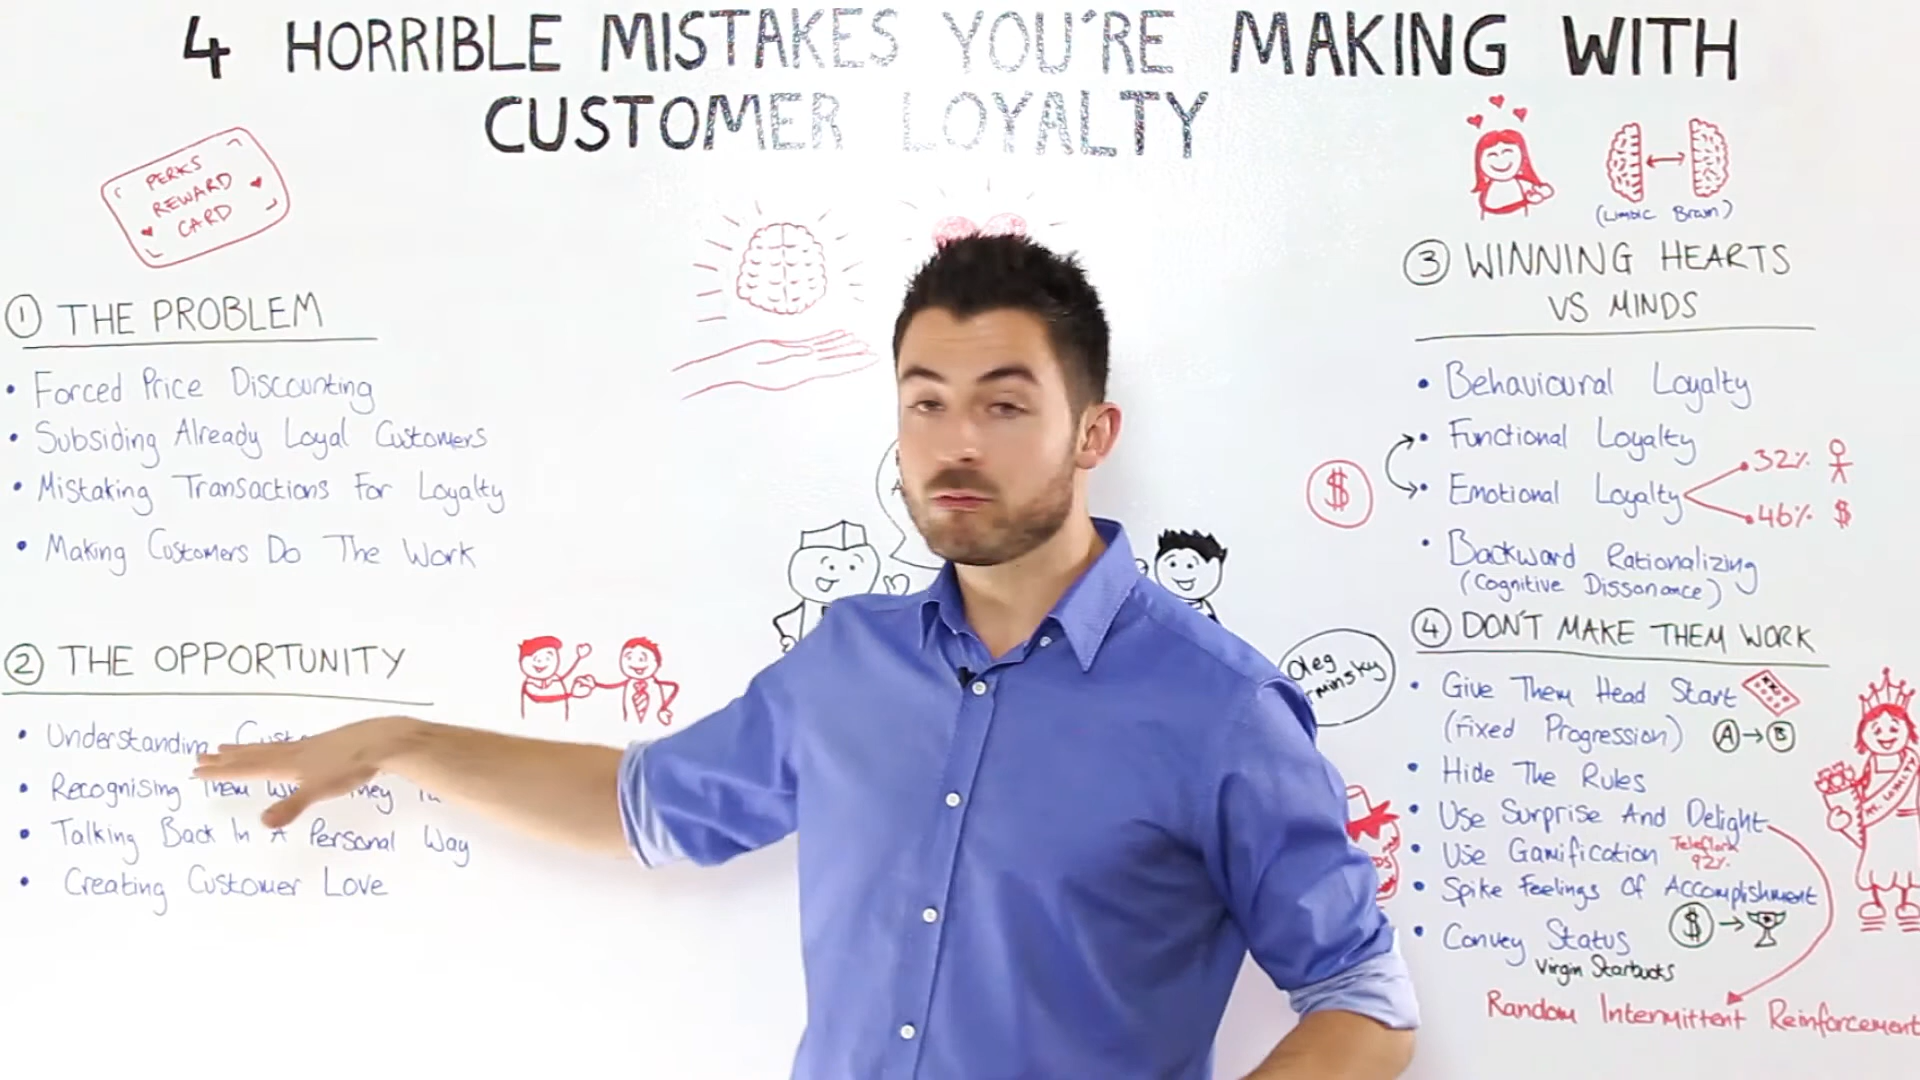 4 HORRIBLE MISTAKES YOU'RE MAKING WITH
CUSTOMER LOYALTY
PERKS
REWARD
CARD
① THE PROBLEM
• Forced Price Discounting
• Subsiding Already Loyal Customers
• Mistaking Transactions For Loyalty
• Making Customers Do The Work
② THE OPPORTUNITY
• Understanding
• Recognising Them They
• Talking Back In A Personal Way
• Creating Customer Love
(Limbic Brain)
③ WINNING HEARTS
VS MINDS
• Behavioural Loyalty
• Functional Loyalty
$
• Emotional Loyalty
32%
46% $
• Backward Rationalizing
(Cognitive Dissonance)
Oleg
④ DON'T MAKE THEM WORK
• Give Them Head Start
(Fixed Progression) A → B
• Hide The Rules
• Use Surprise And Delight
• Use Gamification
92%
• Spike Feelings Of Accomplishment
• Convey Status $ →
Virgin Starbucks
Random Intermittent Reinforcement